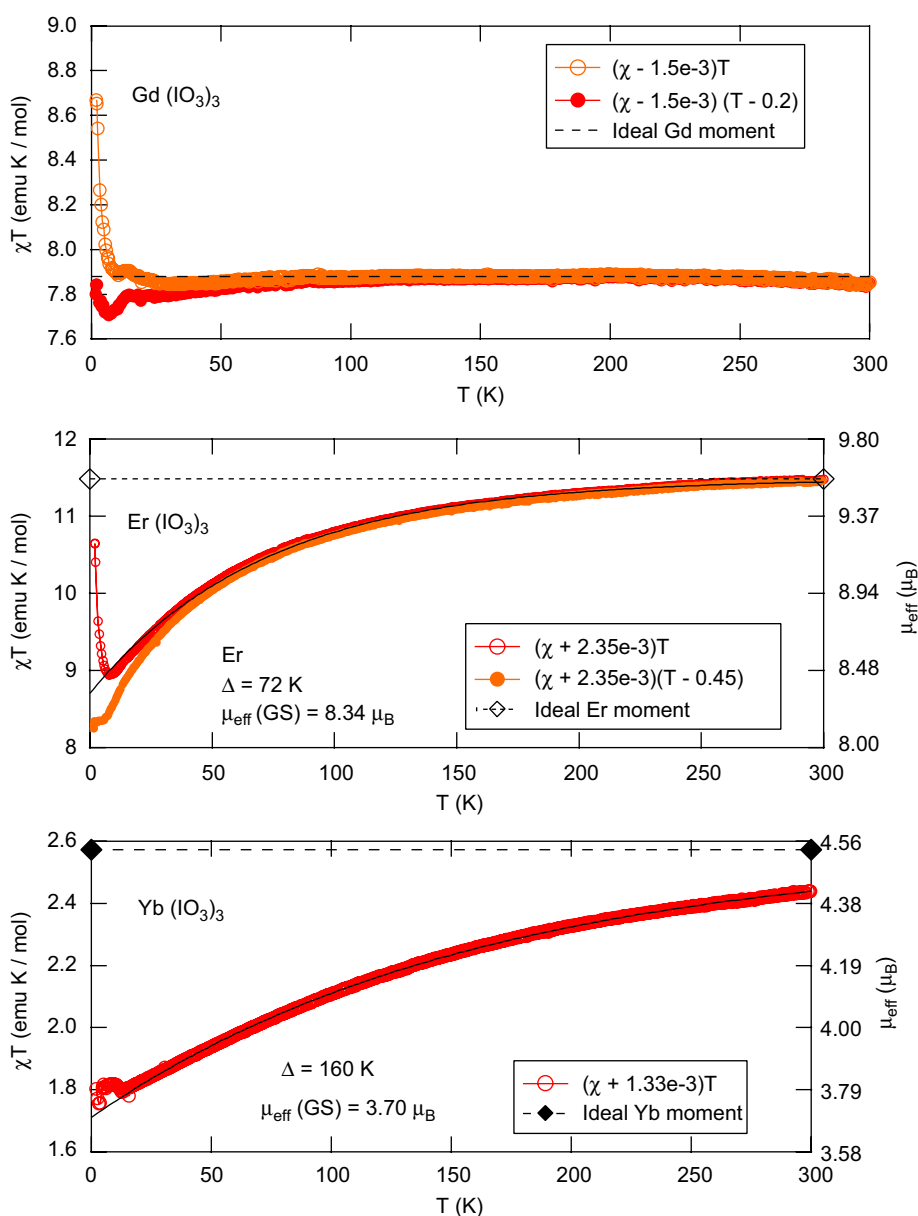 9.0
8.8
8.6
8.4
8.2
8.0
7.8
7.6
χT (emu K / mol)
Gd (IO3)3
(χ - 1.5e-3)T
(χ - 1.5e-3) (T - 0.2)
Ideal Gd moment
0 50 100 150 200 250 300
T (K)
12
11
10
9
8
χT (emu K / mol)
9.80
9.37
8.94
8.48
8.00
μeff (μB)
Er (IO3)3
Er
Δ = 72 K
μeff (GS) = 8.34 μB
(χ + 2.35e-3)T
(χ + 2.35e-3)(T - 0.45)
Ideal Er moment
0 50 100 150 200 250 300
T (K)
2.6
2.4
2.2
2.0
1.8
1.6
χT (emu K / mol)
4.56
4.38
4.19
4.00
3.79
3.58
μeff (μB)
Yb (IO3)3
Δ = 160 K
μeff (GS) = 3.70 μB
(χ + 1.33e-3)T
Ideal Yb moment
0 50 100 150 200 250 300
T (K)